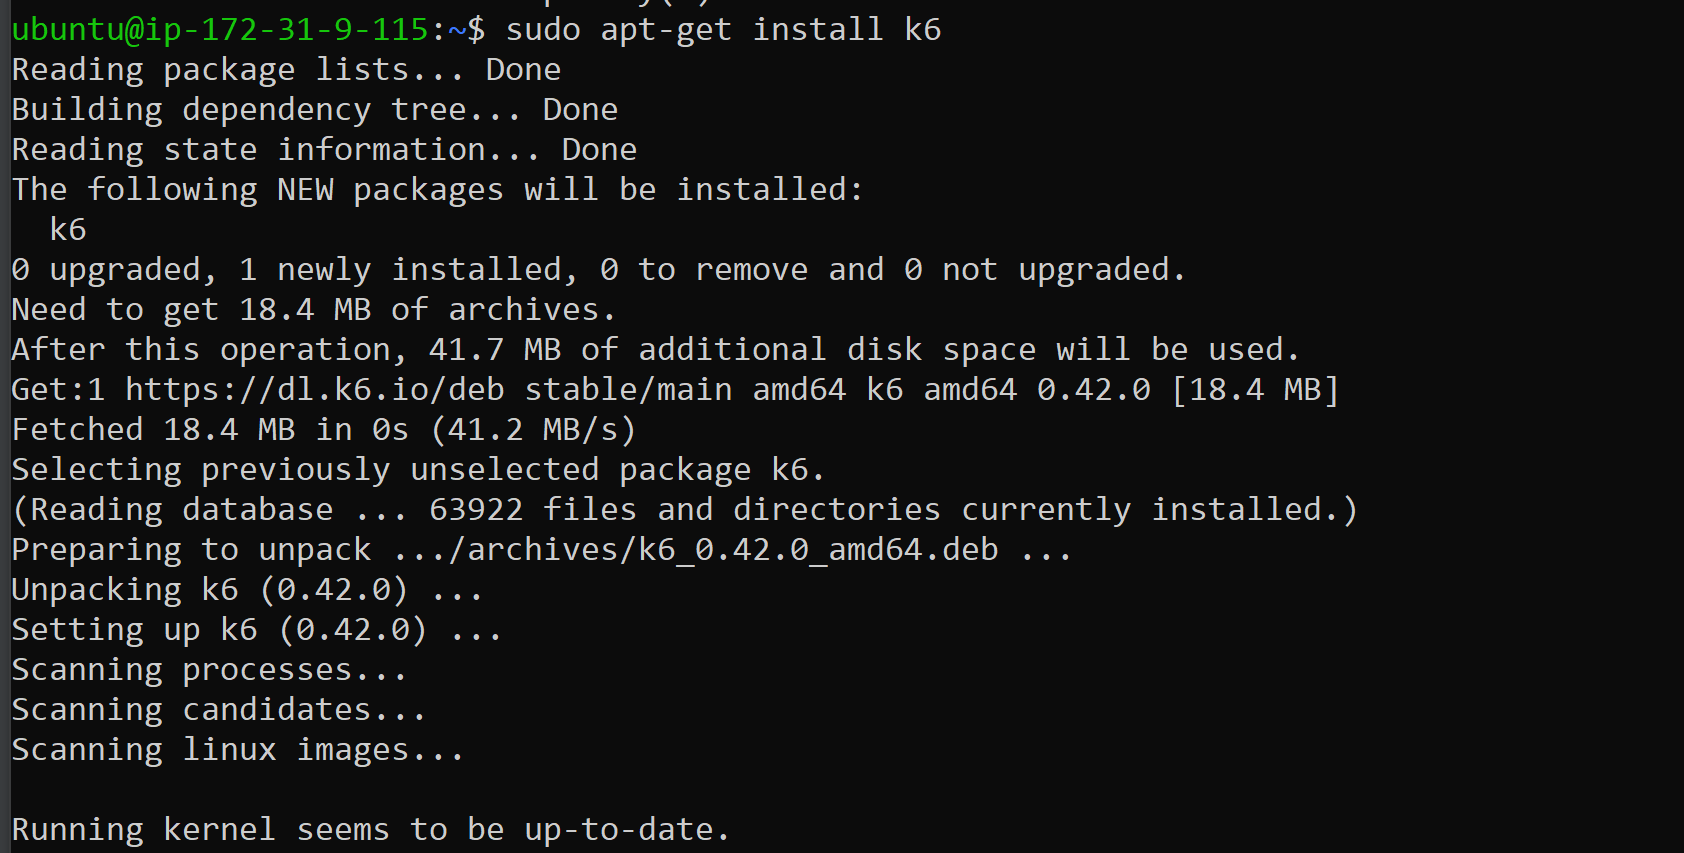 ubuntu@ip-172-31-9-115:~$ sudo apt-get install k6
Reading package lists... Done
Building dependency tree... Done
Reading state information... Done
The following NEW packages will be installed:
  k6
0 upgraded, 1 newly installed, 0 to remove and 0 not upgraded.
Need to get 18.4 MB of archives.
After this operation, 41.7 MB of additional disk space will be used.
Get:1 https://dl.k6.io/deb stable/main amd64 k6 amd64 0.42.0 [18.4 MB]
Fetched 18.4 MB in 0s (41.2 MB/s)
Selecting previously unselected package k6.
(Reading database ... 63922 files and directories currently installed.)
Preparing to unpack .../archives/k6_0.42.0_amd64.deb ...
Unpacking k6 (0.42.0) ...
Setting up k6 (0.42.0) ...
Scanning processes...
Scanning candidates...
Scanning linux images...

Running kernel seems to be up-to-date.